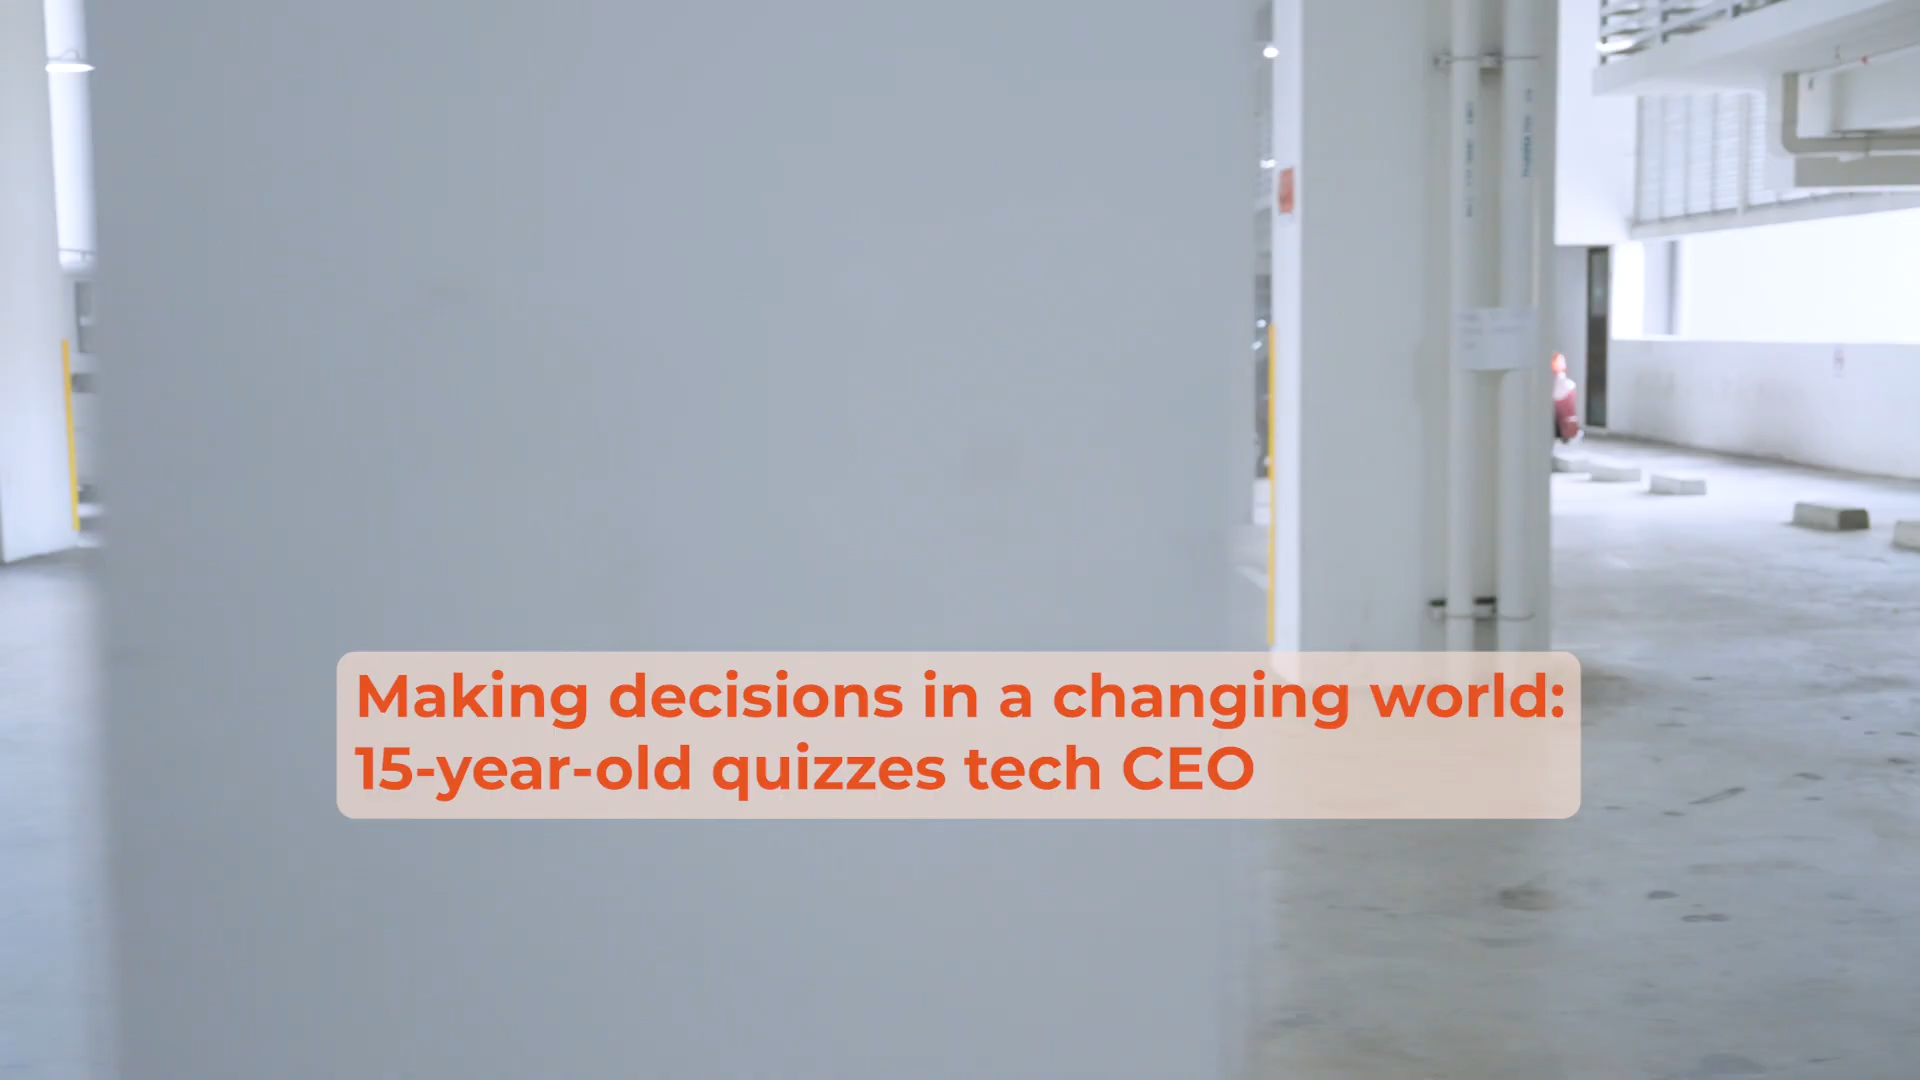 Making decisions in a changing world:
15-year-old quizzes tech CEO